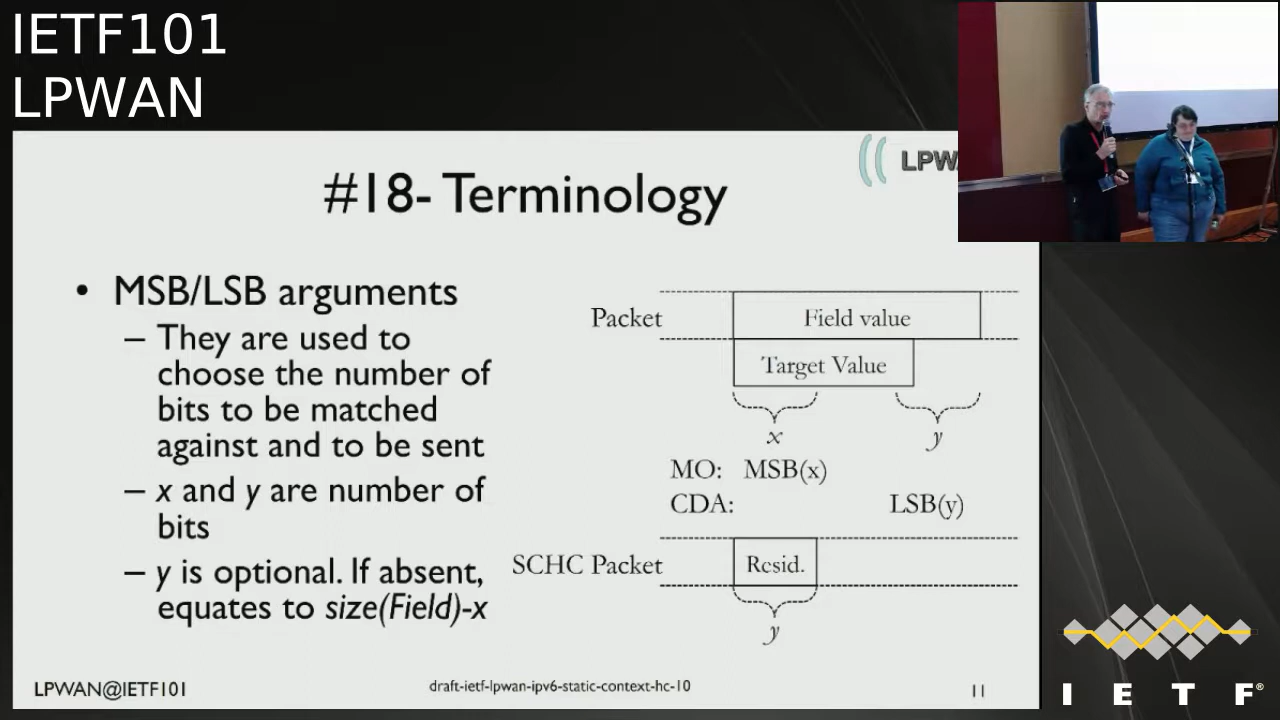 IETF101
LPWAN
LPW
#18- Terminology
• MSB/LSB arguments
– They are used to
choose the number of
bits to be matched
against and to be sent
– x and y are number of
bits
– y is optional. If absent,
equates to size(Field)-x
Packet
Field value
Target Value
x
y
MO: MSB(x)
CDA: LSB(y)
SCHC Packet
Resid.
y
LPWAN@IETF101
draft-ietf-lpwan-ipv6-static-context-hc-10
11
I E T F®